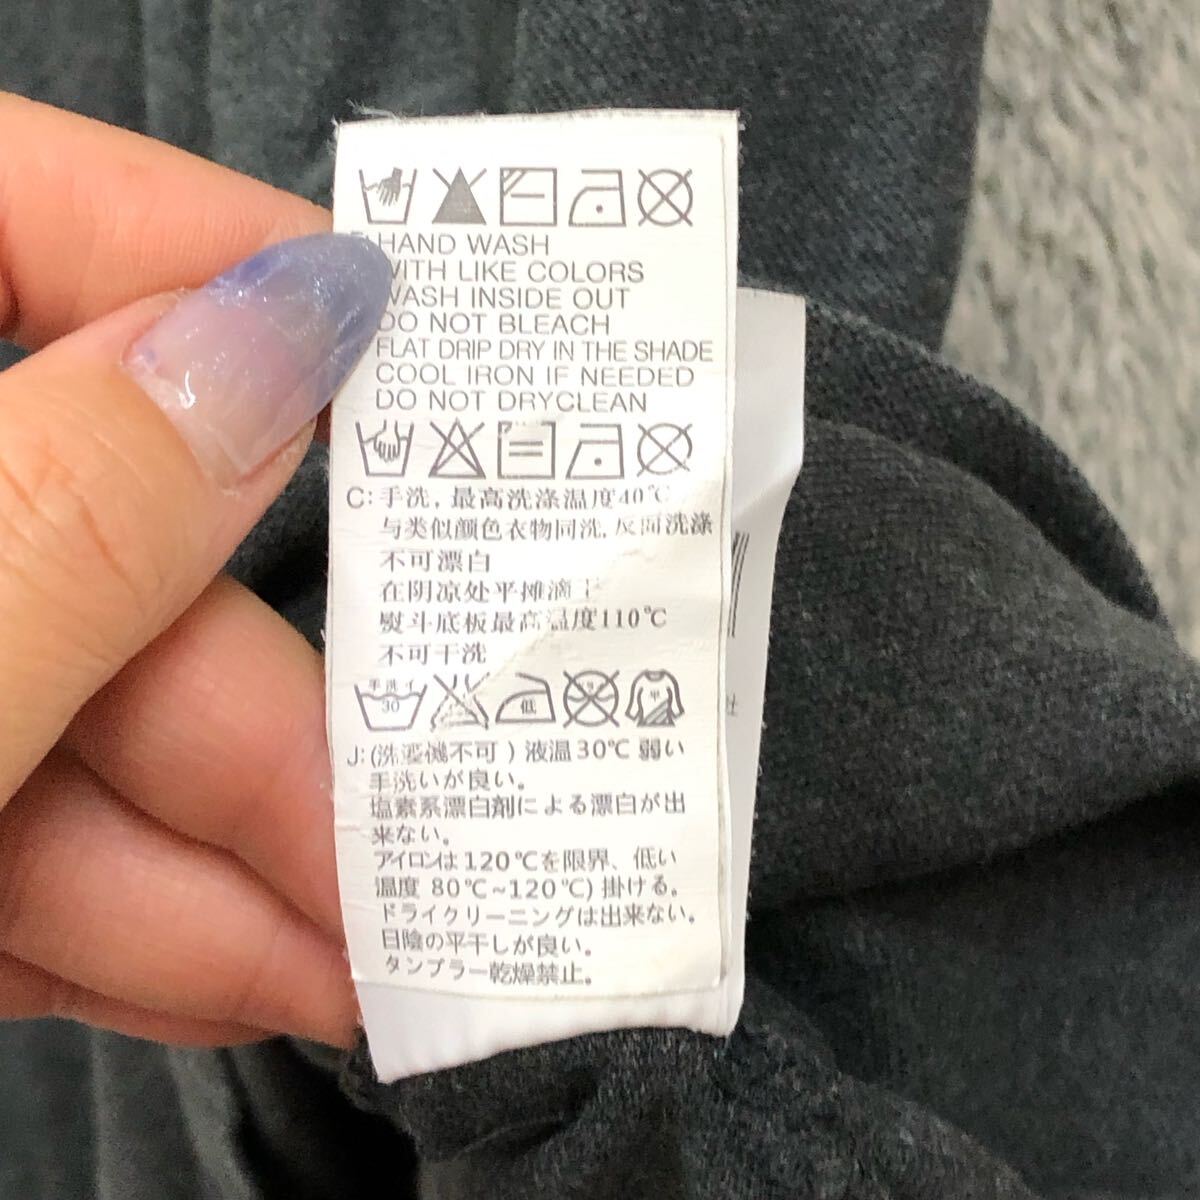 HAND WASH
WITH LIKE COLORS
WASH INSIDE OUT
DO NOT BLEACH
FLAT DRIP DRY IN THE SHADE
COOL IRON IF NEEDED
DO NOT DRYCLEAN
C: 手洗, 最高洗涤温度40℃
与类似颜色衣物同洗, 反面洗涤
不可漂白
在阴凉处平摊滴干
熨斗底板最高温度110℃
不可干洗
手洗イ
30
低
J: (洗濯機不可) 液温30℃ 弱い
手洗いが良い。
塩素系漂白剤による漂白が出
来ない。
アイロンは120℃を限界、低い
温度 80℃~120℃) 掛ける。
ドライクリーニングは出来ない。
日陰の平干しが良い。
タンブラー乾燥禁止。